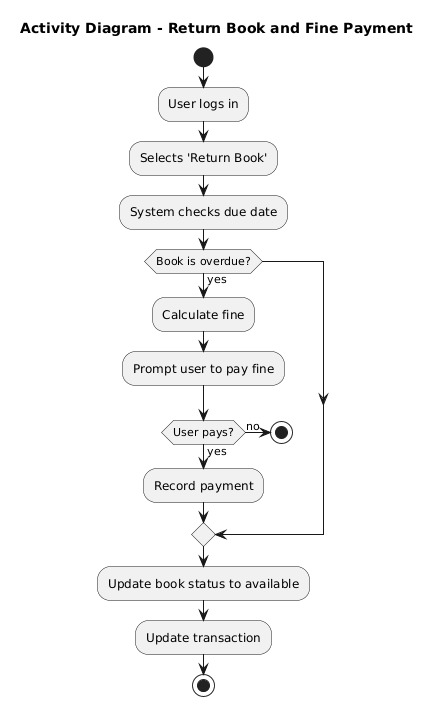 Activity Diagram - Return Book and Fine Payment
User logs in
Selects 'Return Book'
System checks due date
Book is overdue?
yes
Calculate fine
Prompt user to pay fine
User pays?
no
yes
Record payment
Update book status to available
Update transaction